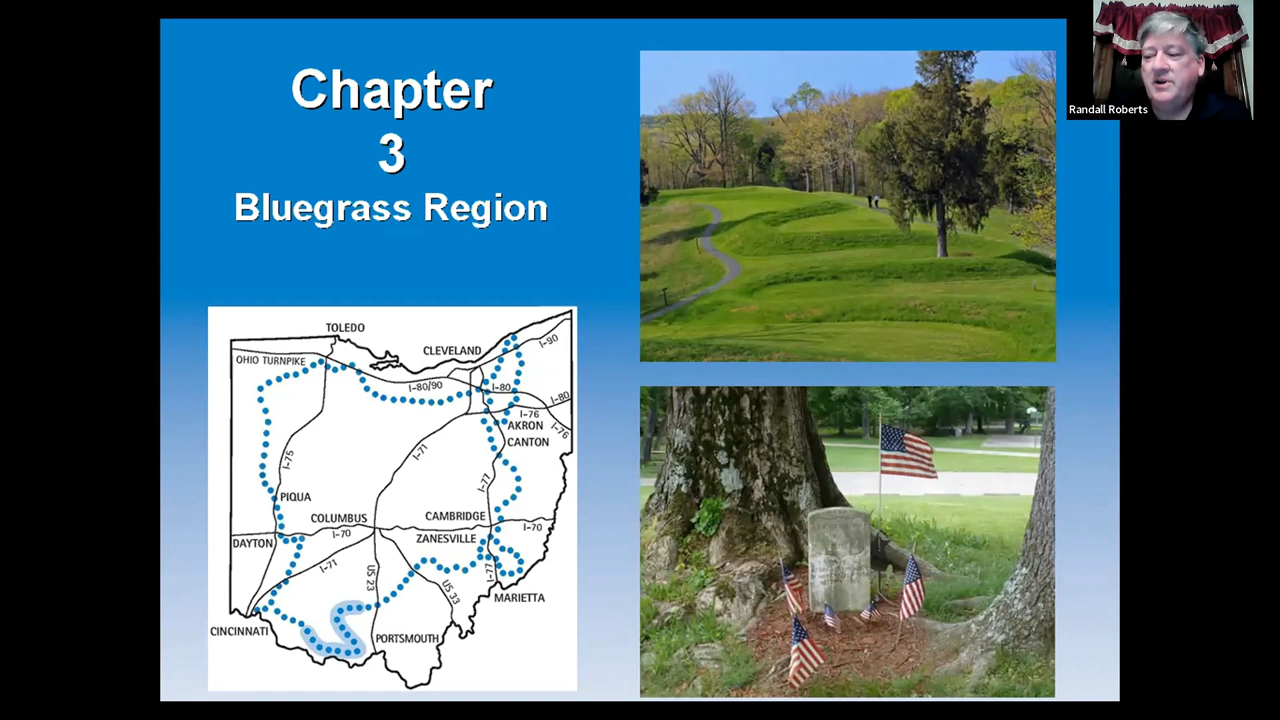 Chapter
3
Bluegrass Region
Randall Roberts
TOLEDO
OHIO TURNPIKE
CLEVELAND
I-90
I-80/90
I-80
I-80
I-76
I-76
AKRON
CANTON
I-71
I-75
I-77
PIQUA
COLUMBUS
CAMBRIDGE
I-70
I-70
DAYTON
ZANESVILLE
I-71
US 23
US 33
I-77
MARIETTA
CINCINNATI
PORTSMOUTH